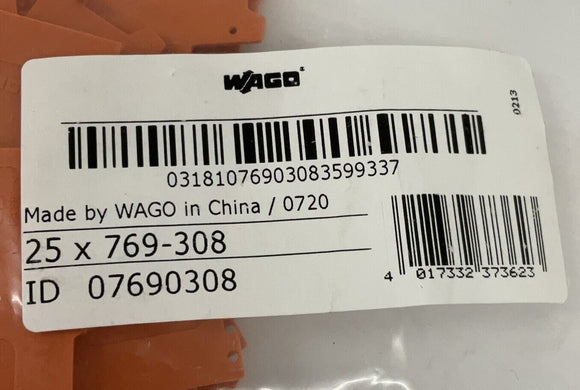 WAGO
0213
03181076903083599337
Made by WAGO in China / 0720
25 x 769-308
ID 07690308
4 017332 373623